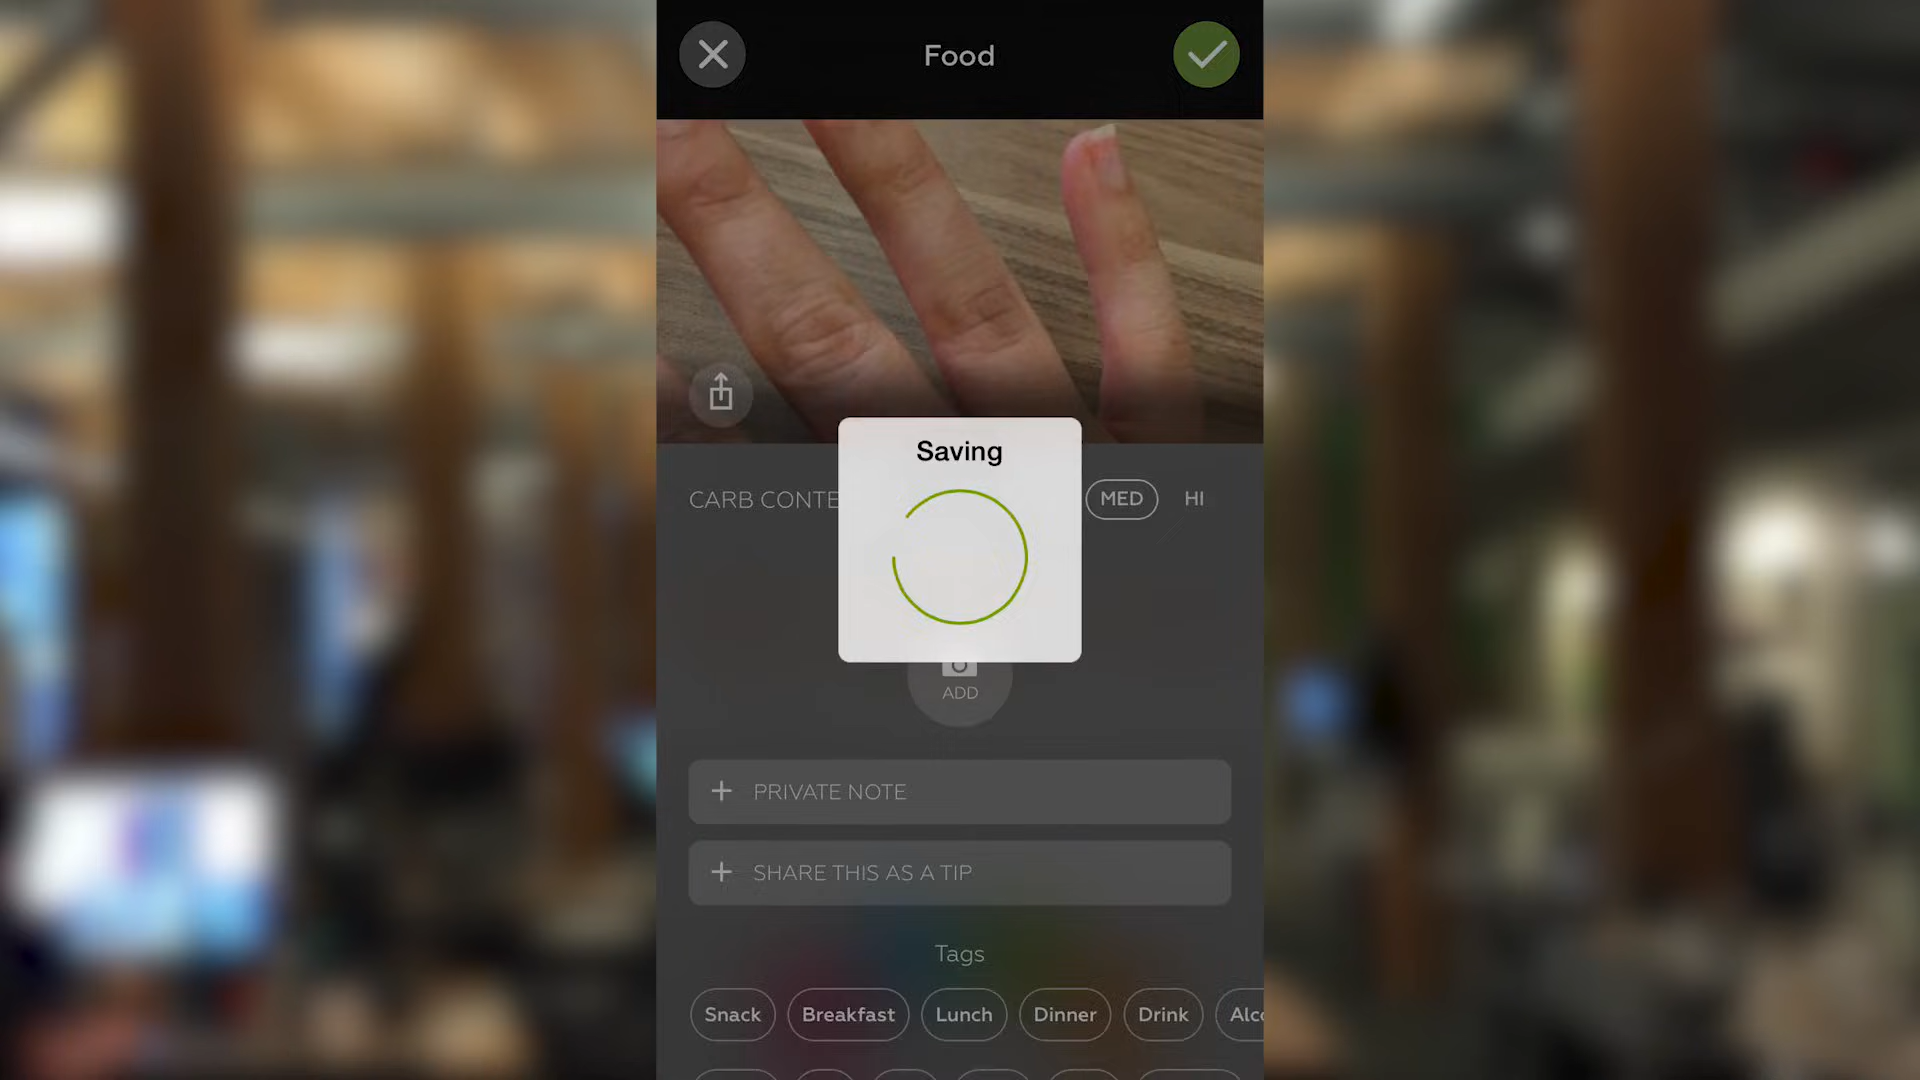 Food
Saving
CARB CONTE
MED
HI
ADD
PRIVATE NOTE
SHARE THIS AS A TIP
Tags
Snack
Breakfast
Lunch
Dinner
Drink
Alco